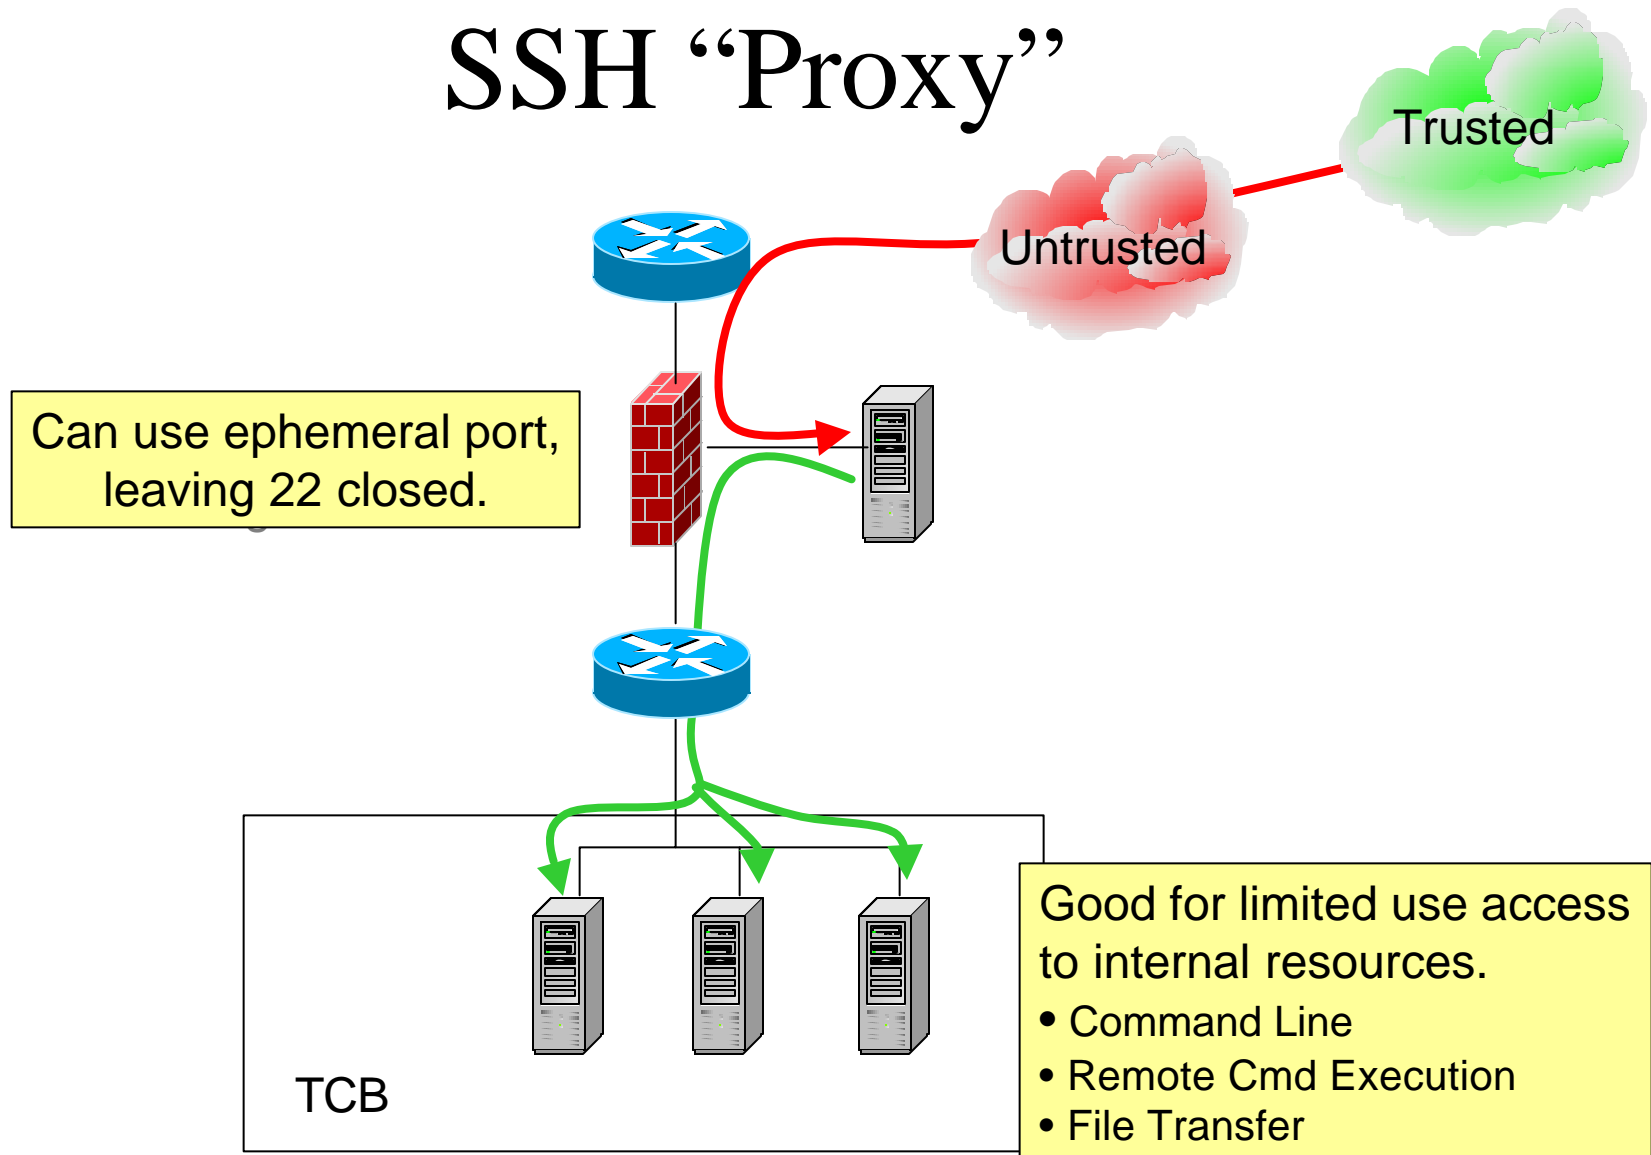 SSH “Proxy”
Trusted
Untrusted
Can use ephemeral port,
leaving 22 closed.
Good for limited use access
to internal resources.
• Command Line
• Remote Cmd Execution
• File Transfer
TCB